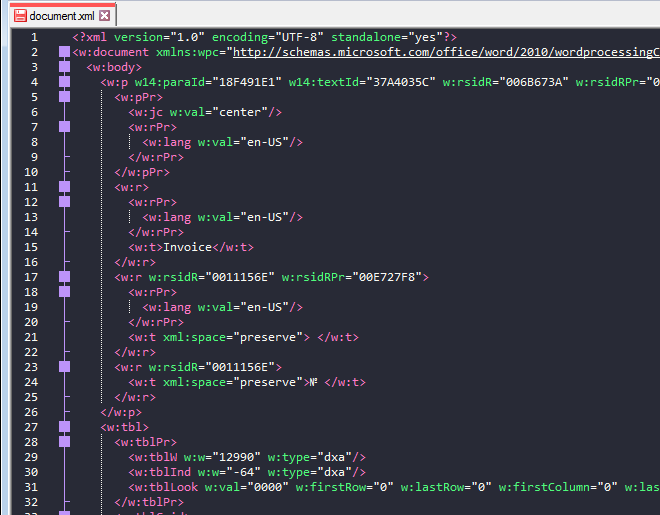 document.xml
1 <?xml version="1.0" encoding="UTF-8" standalone="yes"?>
2 <w:document xmlns:wpc="http://schemas.microsoft.com/office/word/2010/wordprocessingC
3 <w:body>
4 <w:p w14:paraId="18F491E1" w14:textId="37A4035C" w:rsidR="006B673A" w:rsidRPr="0
5 <w:pPr>
6 <w:jc w:val="center"/>
7 <w:rPr>
8 <w:lang w:val="en-US"/>
9 </w:rPr>
10 </w:pPr>
11 <w:r>
12 <w:rPr>
13 <w:lang w:val="en-US"/>
14 </w:rPr>
15 <w:t>Invoice</w:t>
16 </w:r>
17 <w:r w:rsidR="0011156E" w:rsidRPr="00E727F8">
18 <w:rPr>
19 <w:lang w:val="en-US"/>
20 </w:rPr>
21 <w:t xml:space="preserve"> </w:t>
22 </w:r>
23 <w:r w:rsidR="0011156E">
24 <w:t xml:space="preserve">№ </w:t>
25 </w:r>
26 </w:p>
27 <w:tbl>
28 <w:tblPr>
29 <w:tblW w:w="12990" w:type="dxa"/>
30 <w:tblInd w:w="-64" w:type="dxa"/>
31 <w:tblLook w:val="0000" w:firstRow="0" w:lastRow="0" w:firstColumn="0" w:las
32 </w:tblPr>